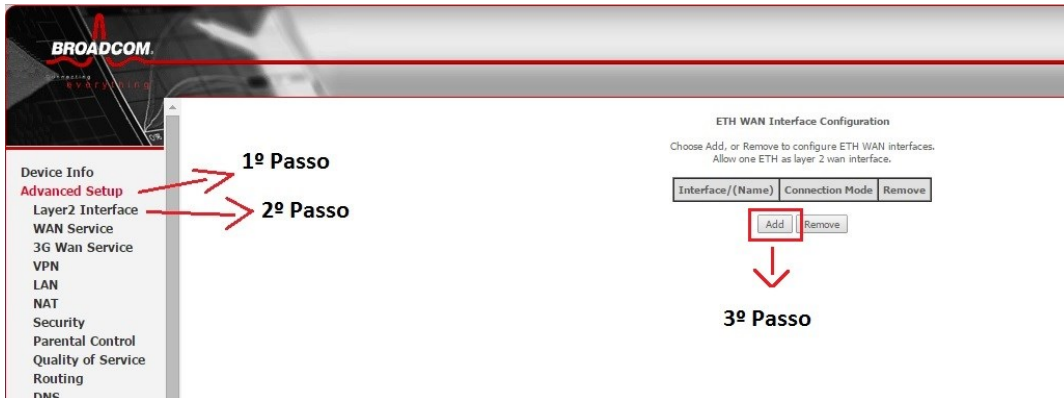 BROADCOM.
Connecting
everything
Device Info
Advanced Setup
Layer2 Interface
WAN Service
3G Wan Service
VPN
LAN
NAT
Security
Parental Control
Quality of Service
Routing
DNS
1º Passo
2º Passo
ETH WAN Interface Configuration
Choose Add, or Remove to configure ETH WAN interfaces.
Allow one ETH as layer 2 wan interface.
Interface/(Name) Connection Mode Remove
Add Remove
3º Passo